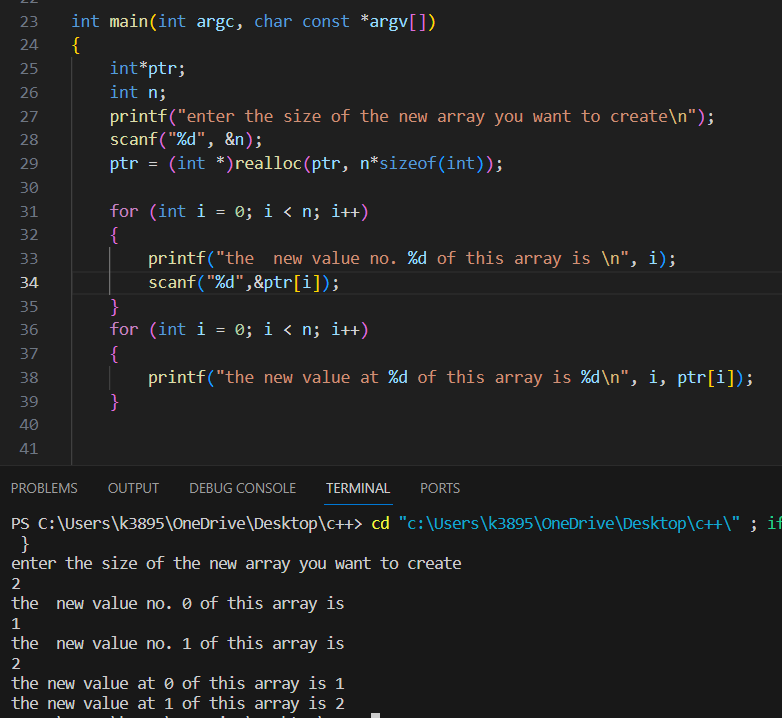 22
23 int main(int argc, char const *argv[])
24 {
25 int*ptr;
26 int n;
27 printf("enter the size of the new array you want to create\n");
28 scanf("%d", &n);
29 ptr = (int *)realloc(ptr, n*sizeof(int));
30
31 for (int i = 0; i < n; i++)
32 {
33 printf("the  new value no. %d of this array is \n", i);
34 scanf("%d",&ptr[i]);
35 }
36 for (int i = 0; i < n; i++)
37 {
38 printf("the new value at %d of this array is %d\n", i, ptr[i]);
39 }
40
41
PROBLEMS OUTPUT DEBUG CONSOLE TERMINAL PORTS
PS C:\Users\k3895\OneDrive\Desktop\c++> cd "c:\Users\k3895\OneDrive\Desktop\c++\" ; if
}
enter the size of the new array you want to create
2
the  new value no. 0 of this array is
1
the  new value no. 1 of this array is
2
the new value at 0 of this array is 1
the new value at 1 of this array is 2